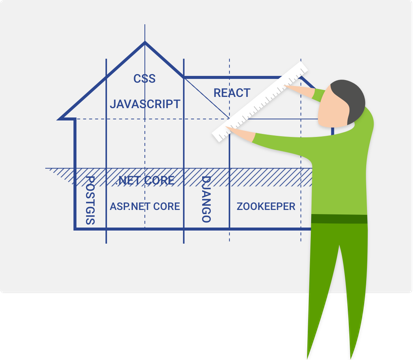 CSS
JAVASCRIPT
REACT
POSTGIS
.NET CORE
ASP.NET CORE
DJANGO
ZOOKEEPER